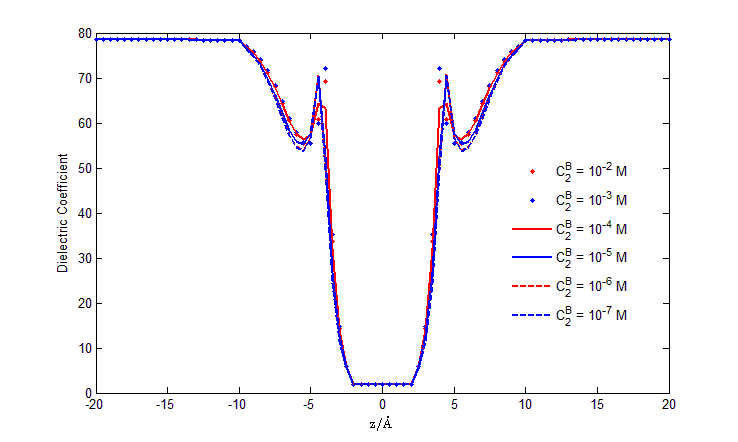 80
70
60
50
40
30
20
10
0
Dielectric Coefficient
-20 -15 -10 -5 0 5 10 15 20
z/Å
C₂ᴮ = 10⁻² M
C₂ᴮ = 10⁻³ M
C₂ᴮ = 10⁻⁴ M
C₂ᴮ = 10⁻⁵ M
C₂ᴮ = 10⁻⁶ M
C₂ᴮ = 10⁻⁷ M